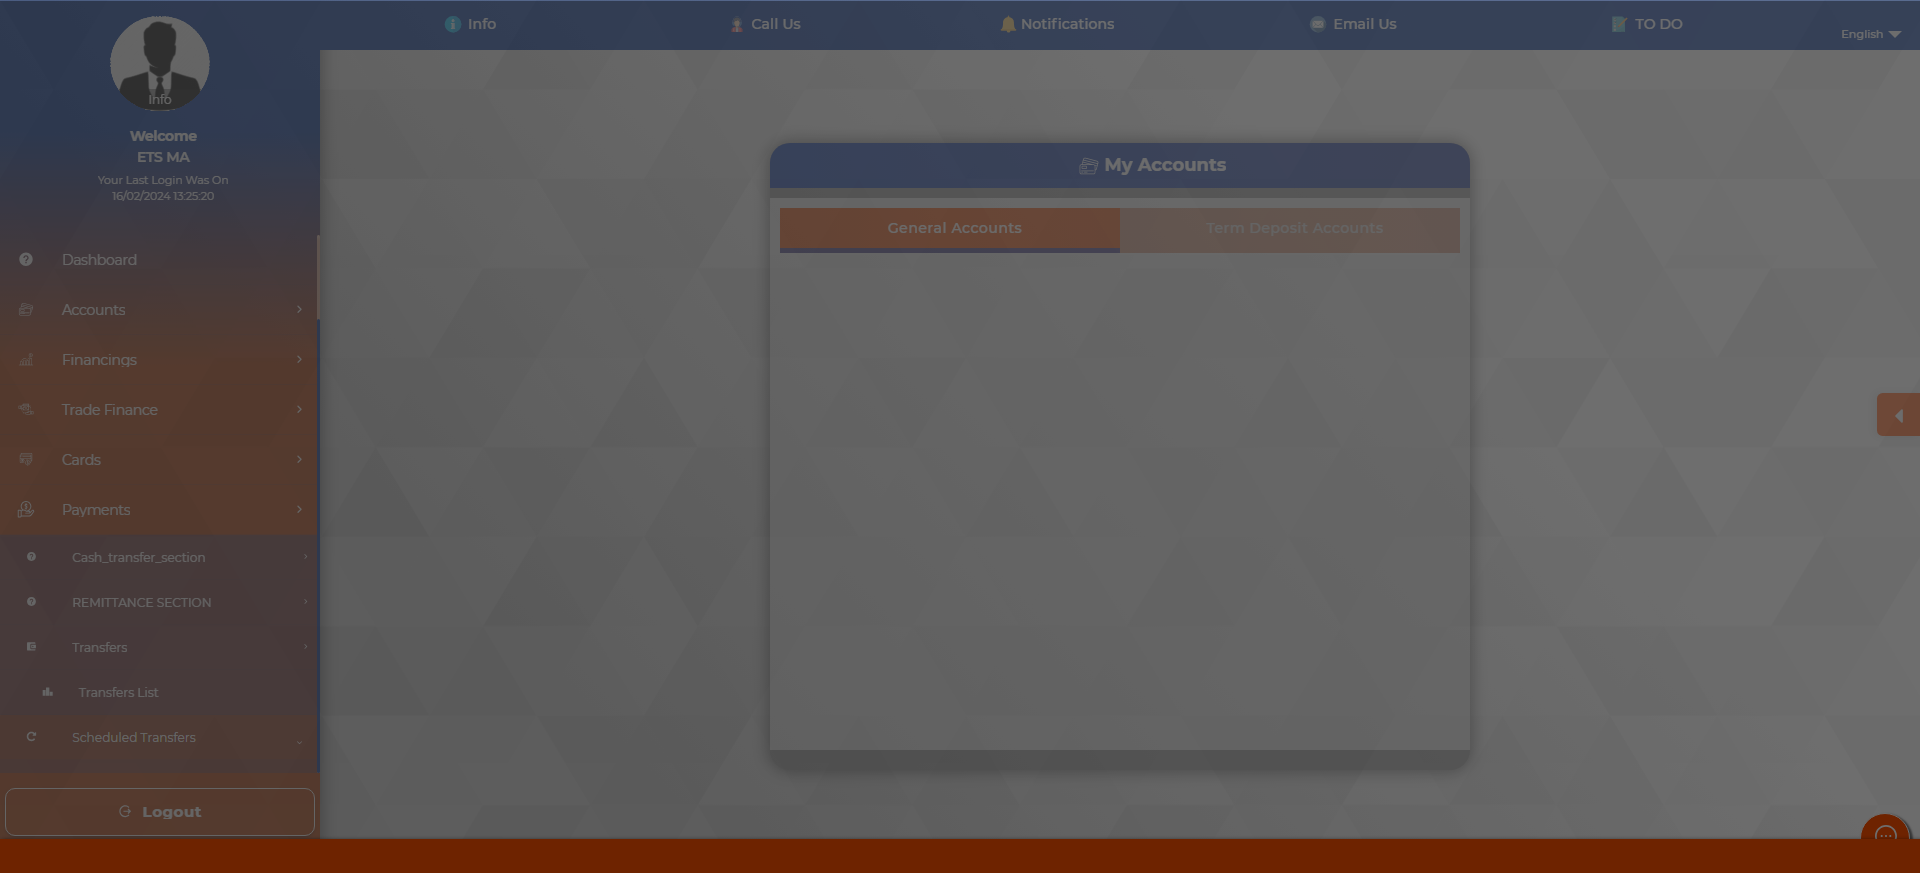 Info
Call Us
Notifications
Email Us
TO DO
English
Info
Welcome
ETS MA
Your Last Login Was On
16/02/2024 13:25:20
Dashboard
Accounts
Financings
Trade Finance
Cards
Payments
Cash_transfer_section
REMITTANCE SECTION
Transfers
Transfers List
Scheduled Transfers
Logout
My Accounts
General Accounts
Term Deposit Accounts